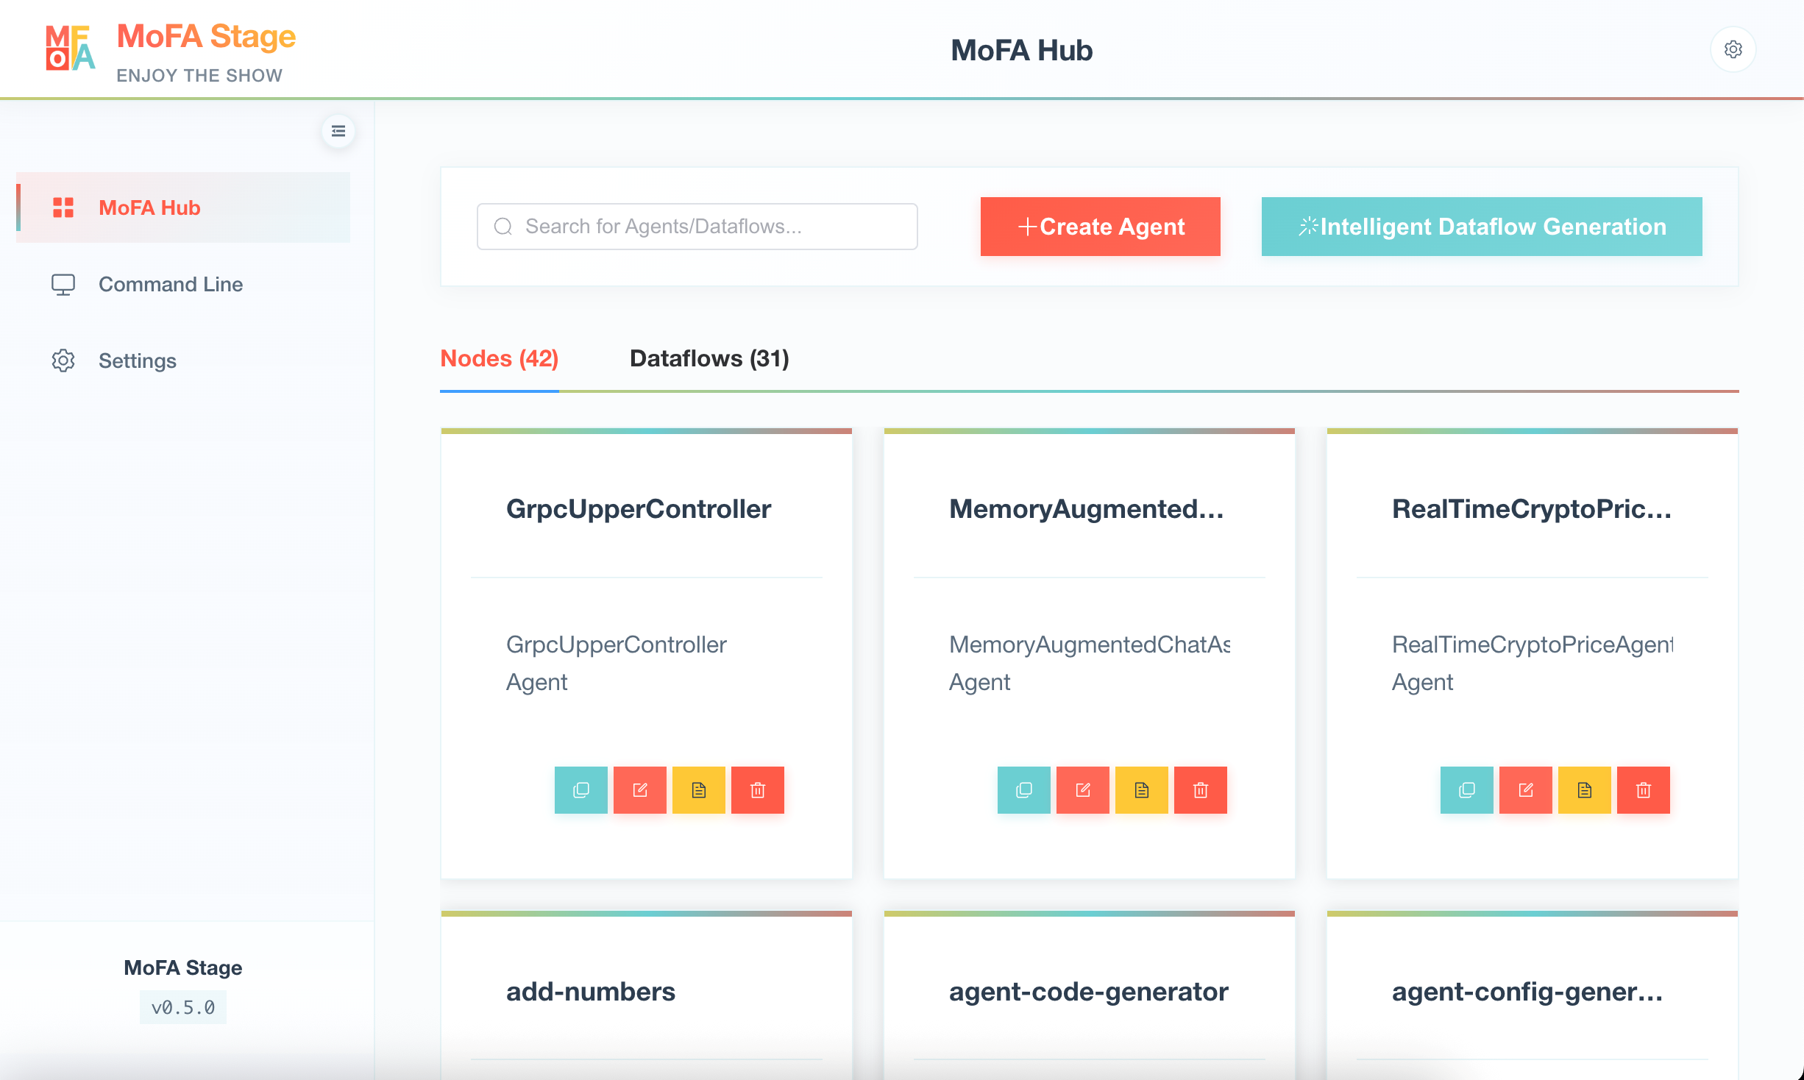 MFOA
MoFA Stage
ENJOY THE SHOW
MoFA Hub
MoFA Hub
Command Line
Settings
Search for Agents/Dataflows...
Create Agent
Intelligent Dataflow Generation
Nodes (42)
Dataflows (31)
GrpcUpperController
GrpcUpperController
Agent
MemoryAugmented...
MemoryAugmentedChatAs
Agent
RealTimeCryptoPric...
RealTimeCryptoPriceAgent
Agent
add-numbers
agent-code-generator
agent-config-gener...
MoFA Stage
v0.5.0